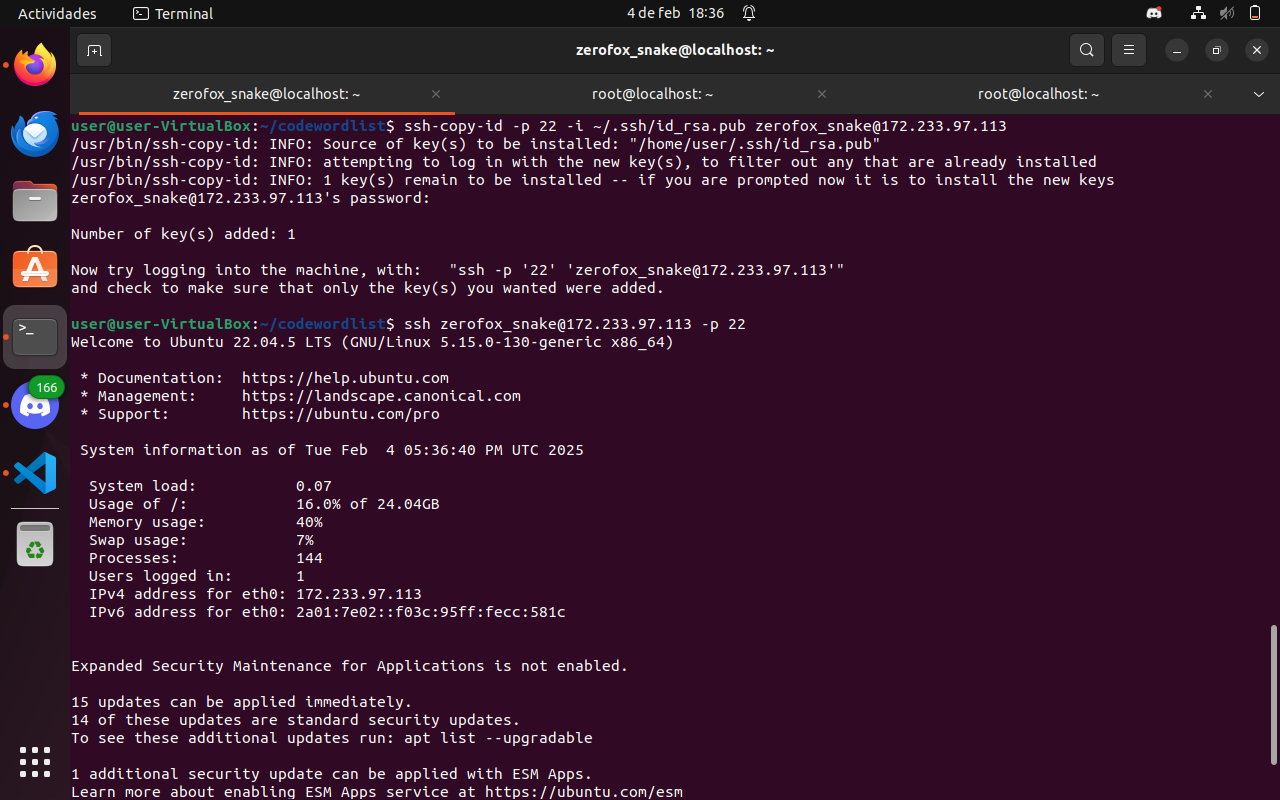 Actividades
Terminal
4 de feb 18:36
zerofox_snake@localhost: ~
zerofox_snake@localhost: ~
root@localhost: ~
root@localhost: ~
user@user-VirtualBox:~/codewordlist$ ssh-copy-id -p 22 -i ~/.ssh/id_rsa.pub zerofox_snake@172.233.97.113
/usr/bin/ssh-copy-id: INFO: Source of key(s) to be installed: "/home/user/.ssh/id_rsa.pub"
/usr/bin/ssh-copy-id: INFO: attempting to log in with the new key(s), to filter out any that are already installed
/usr/bin/ssh-copy-id: INFO: 1 key(s) remain to be installed -- if you are prompted now it is to install the new keys
zerofox_snake@172.233.97.113's password:
Number of key(s) added: 1
Now try logging into the machine, with:   "ssh -p '22' 'zerofox_snake@172.233.97.113'"
and check to make sure that only the key(s) you wanted were added.
user@user-VirtualBox:~/codewordlist$ ssh zerofox_snake@172.233.97.113 -p 22
Welcome to Ubuntu 22.04.5 LTS (GNU/Linux 5.15.0-130-generic x86_64)
* Documentation:  https://help.ubuntu.com
* Management:     https://landscape.canonical.com
* Support:        https://ubuntu.com/pro
System information as of Tue Feb  4 05:36:40 PM UTC 2025
System load:           0.07
Usage of /:            16.0% of 24.04GB
Memory usage:          40%
Swap usage:            7%
Processes:             144
Users logged in:       1
IPv4 address for eth0: 172.233.97.113
IPv6 address for eth0: 2a01:7e02::f03c:95ff:fecc:581c
Expanded Security Maintenance for Applications is not enabled.
15 updates can be applied immediately.
14 of these updates are standard security updates.
To see these additional updates run: apt list --upgradable
1 additional security update can be applied with ESM Apps.
Learn more about enabling ESM Apps service at https://ubuntu.com/esm
>_
166